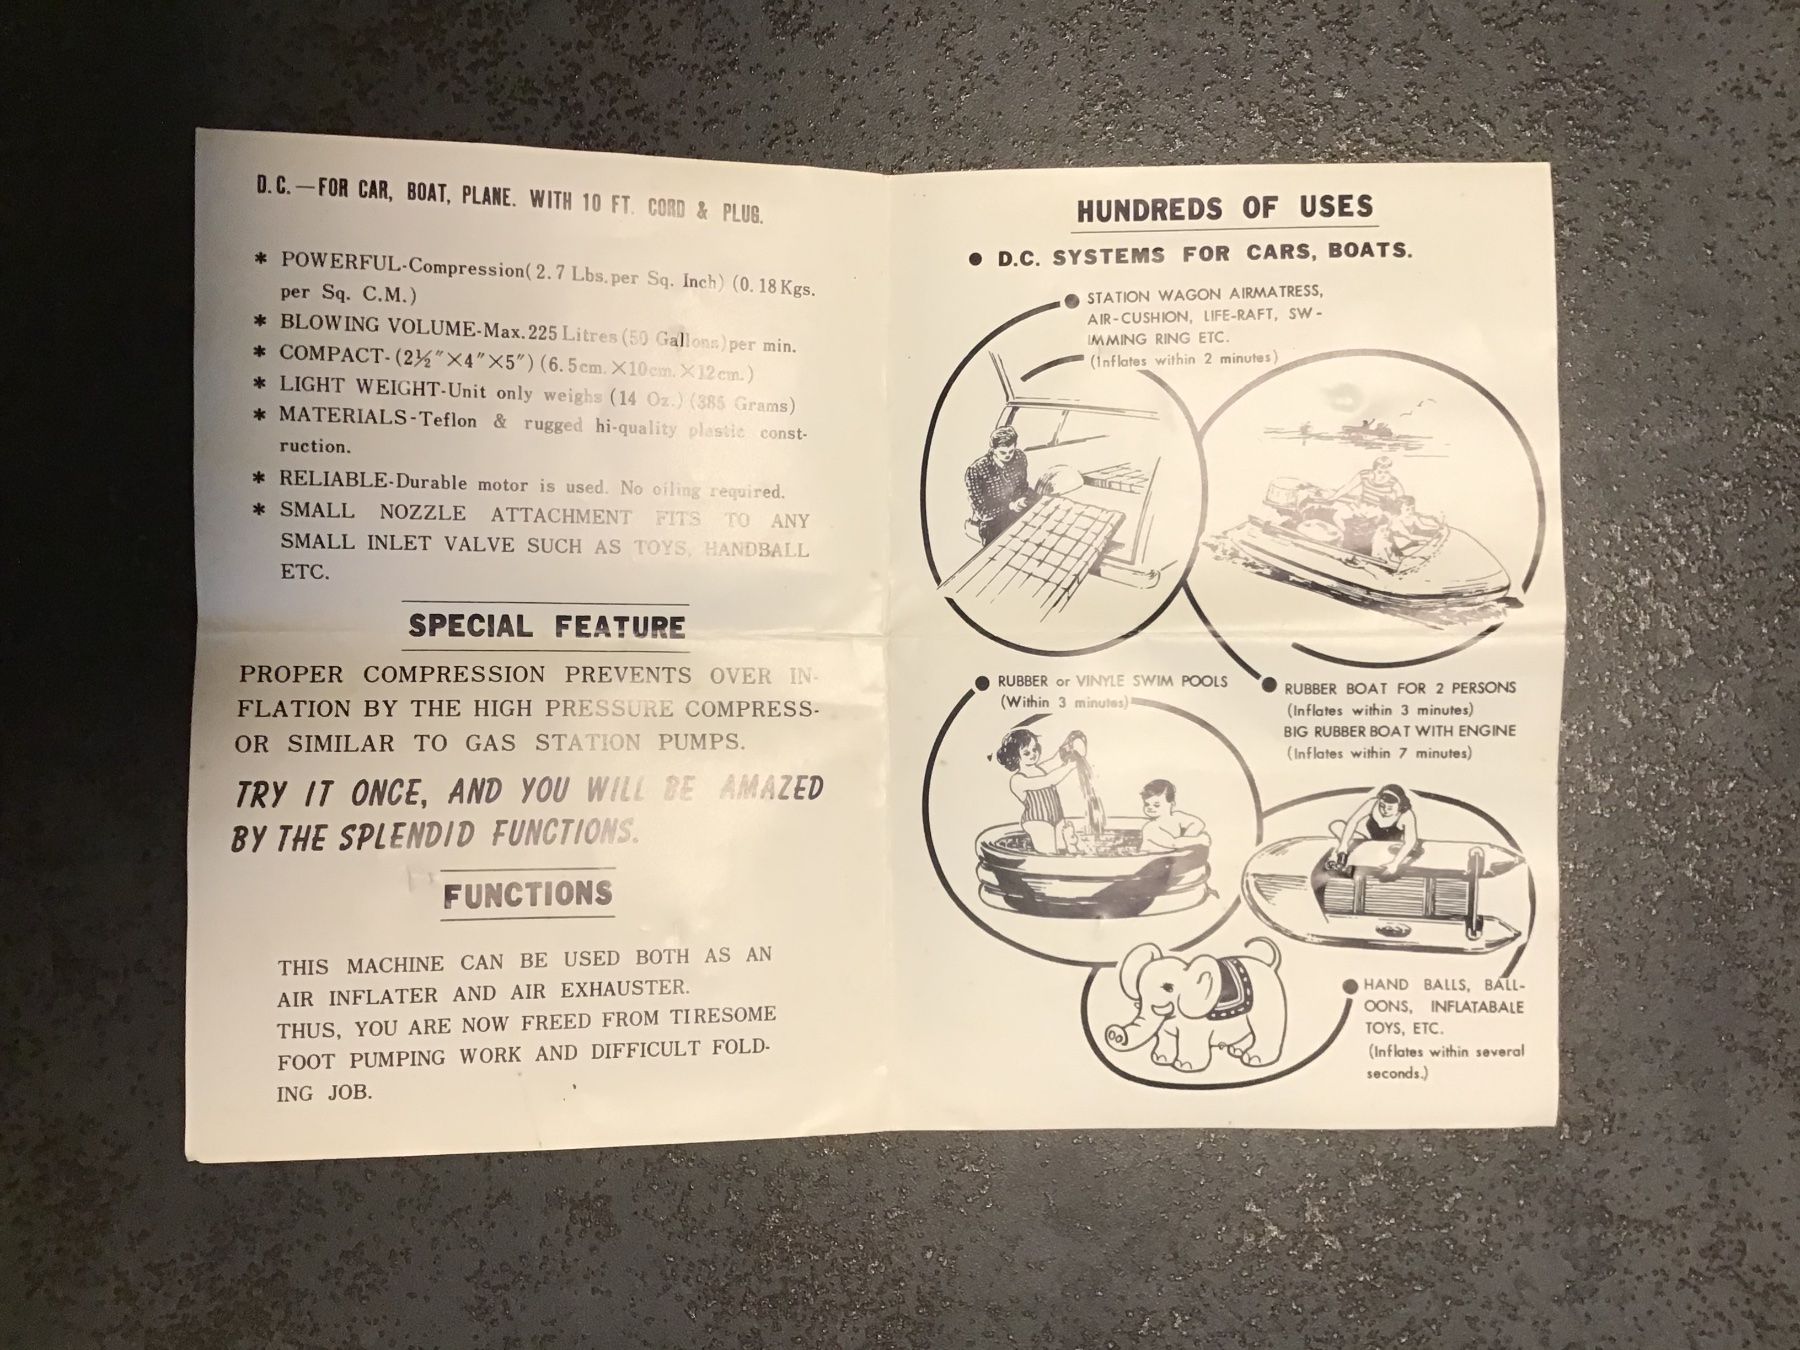 D.C.—FOR CAR, BOAT, PLANE. WITH 10 FT. CORD & PLUG.
* POWERFUL-Compression(2.7 Lbs.per Sq. Inch) (0.18Kgs.
per Sq. C.M.)
* BLOWING VOLUME-Max.225 Litres (50 Gallons)per min.
* COMPACT-(2½″×4″×5″) (6.5cm.×10cm.×12cm.)
* LIGHT WEIGHT-Unit only weighs (14 Oz.) (385 Grams)
* MATERIALS-Teflon & rugged hi-quality plastic const-
ruction.
* RELIABLE-Durable motor is used. No oiling required.
* SMALL NOZZLE ATTACHMENT FITS TO ANY
SMALL INLET VALVE SUCH AS TOYS, HANDBALL
ETC.
SPECIAL FEATURE
PROPER COMPRESSION PREVENTS OVER IN-
FLATION BY THE HIGH PRESSURE COMPRESS-
OR SIMILAR TO GAS STATION PUMPS.
TRY IT ONCE, AND YOU WILL BE AMAZED
BY THE SPLENDID FUNCTIONS.
FUNCTIONS
THIS MACHINE CAN BE USED BOTH AS AN
AIR INFLATER AND AIR EXHAUSTER.
THUS, YOU ARE NOW FREED FROM TIRESOME
FOOT PUMPING WORK AND DIFFICULT FOLD-
ING JOB.
HUNDREDS OF USES
● D.C. SYSTEMS FOR CARS, BOATS.
● STATION WAGON AIRMATRESS,
AIR-CUSHION, LIFE-RAFT, SW-
IMMING RING ETC.
(Inflates within 2 minutes)
● RUBBER or VINYLE SWIM POOLS
(Within 3 minutes)
● RUBBER BOAT FOR 2 PERSONS
(Inflates within 3 minutes)
BIG RUBBER BOAT WITH ENGINE
(Inflates within 7 minutes)
● HAND BALLS, BALL-
OONS, INFLATABALE
TOYS, ETC.
(Inflates within several
seconds.)